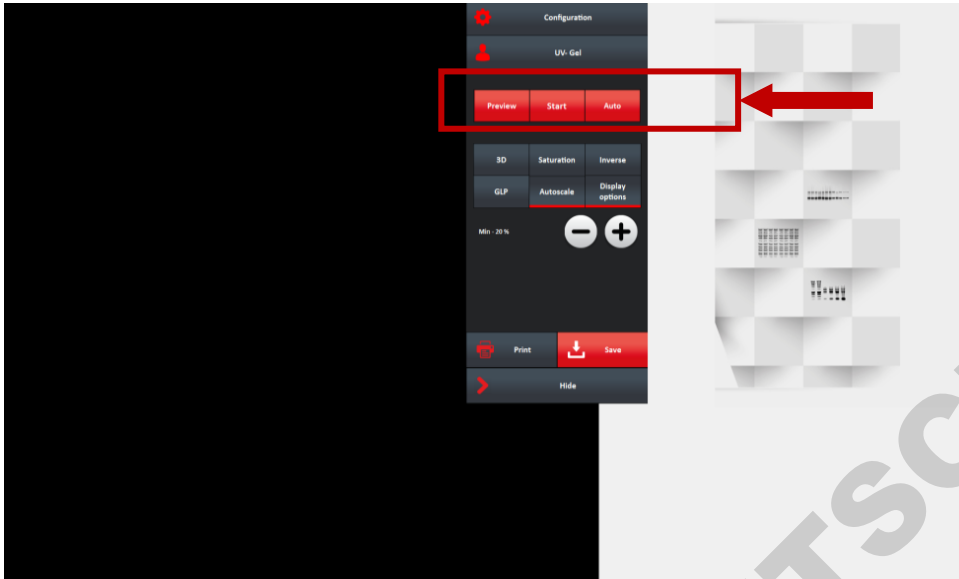 Configuration
UV- Gel
Preview Start Auto
3D Saturation Inverse
GLP Autoscale Display options
Min - 20 %
Print Save
Hide
TSC